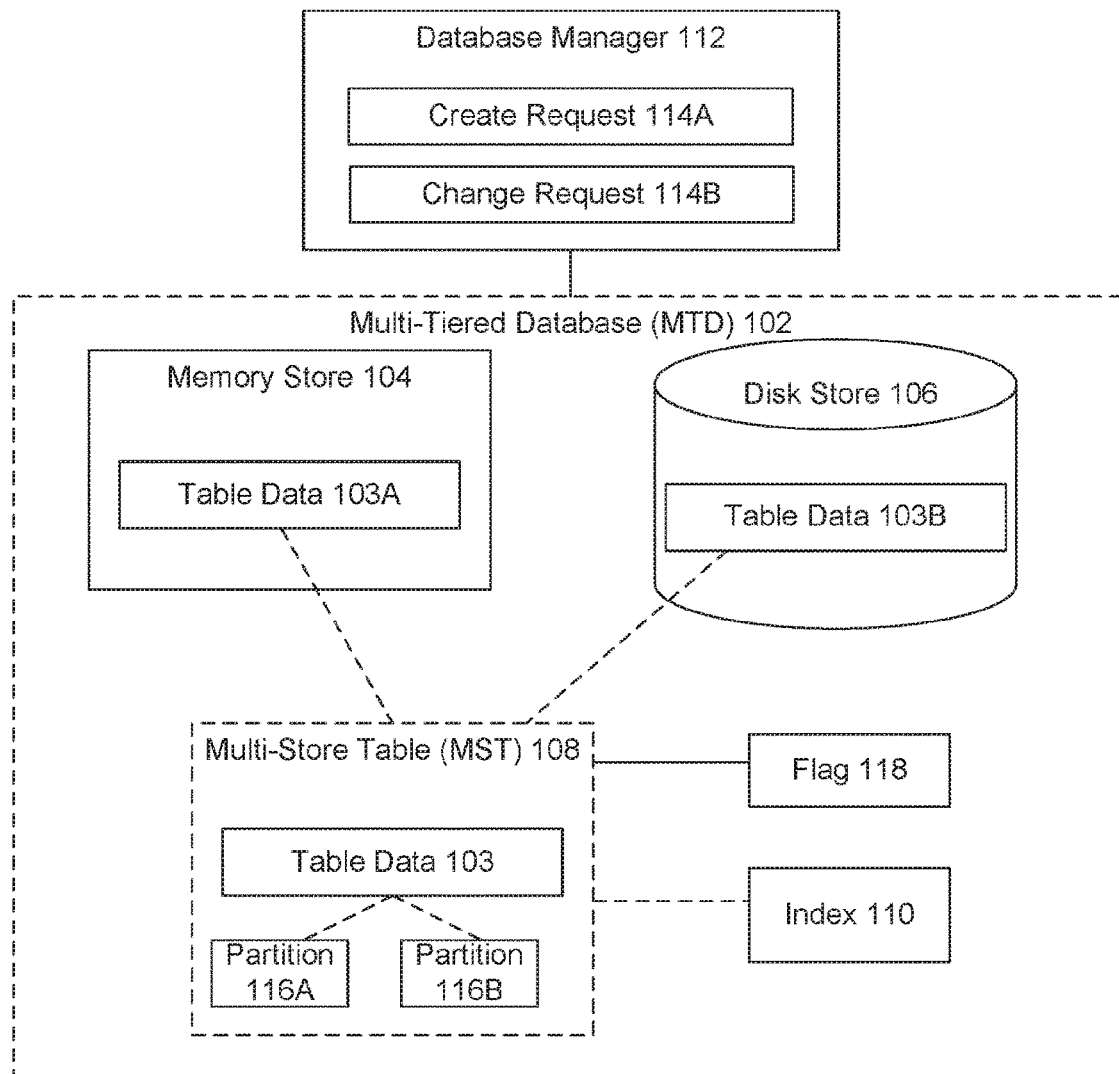 Database Manager 112
Create Request 114A
Change Request 114B
Multi-Tiered Database (MTD) 102
Memory Store 104
Disk Store 106
Table Data 103A
Table Data 103B
Multi-Store Table (MST) 108
Flag 118
Table Data 103
Index 110
Partition
116A
Partition
116B